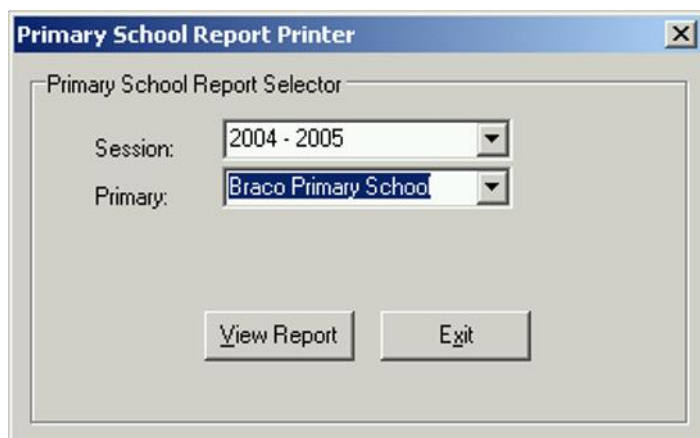 Primary School Report Printer
Primary School Report Selector
Session: 2004 - 2005
Primary: Braco Primary School
View Report Exit